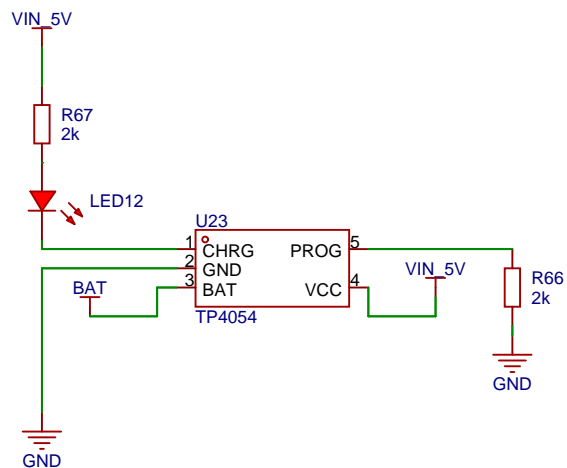 VIN_5V
R67
2k
LED12
U23
1
CHRG
PROG
5
2
GND
VIN_5V
BAT
3
BAT
VCC
4
R66
2k
TP4054
GND
GND